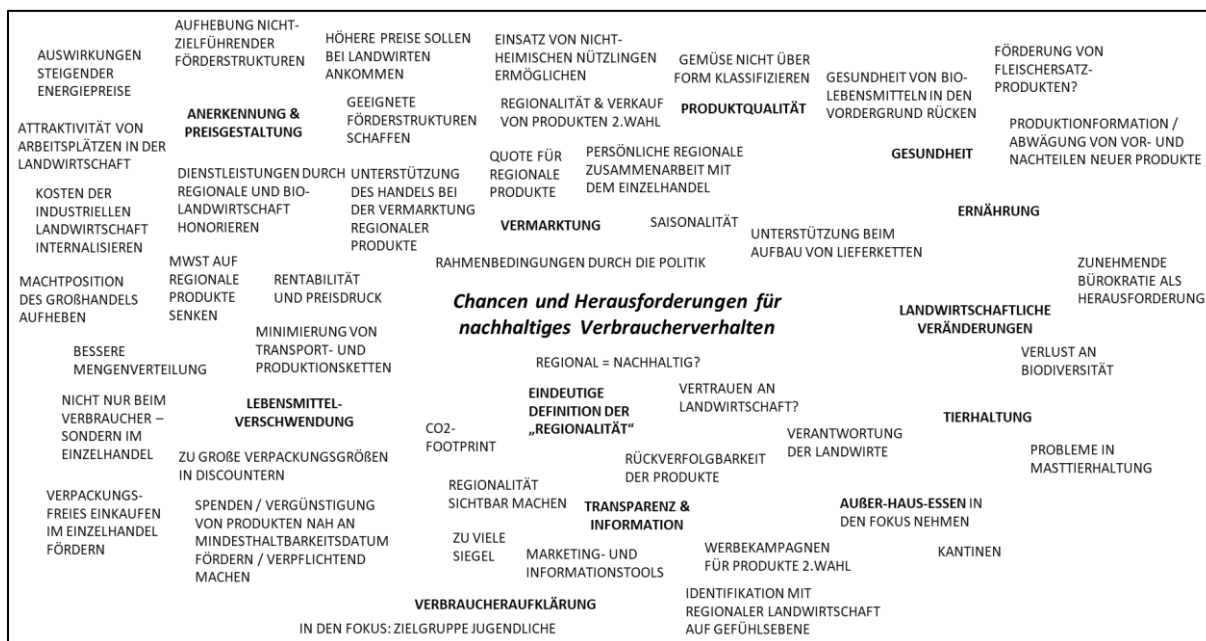 AUSWIRKUNGEN
STEIGENDER
ENERGIEPREISE
AUFHEBUNG NICHT-
ZIELFÜHRENDER
FÖRDERSTRUKTUREN
HÖHERE PREISE SOLLEN
BEI LANDWIRTEN
ANKOMMEN
EINSATZ VON NICHT-
HEIMISCHEN NÜTZLINGEN
ERMÖGLICHEN
GEMÜSE NICHT ÜBER
FORM KLASSIFIZIEREN
GESUNDHEIT VON BIO-
LEBENSMITTELN IN DEN
VORDERGRUND RÜCKEN
FÖRDERUNG VON
FLEISCHERSATZ-
PRODUKTEN?
ATTRAKTIVITÄT VON
ARBEITSPLÄTZEN IN DER
LANDWIRTSCHAFT
ANERKENNUNG &
PREISGESTALTUNG
GEEIGNETE
FÖRDERSTRUKTUREN
SCHAFFEN
REGIONALITÄT & VERKAUF
VON PRODUKTEN 2.WAHL
PRODUKTQUALITÄT
GESUNDHEIT
PRODUKTIONFORMATION /
ABWÄGUNG VON VOR- UND
NACHTEILEN NEUER PRODUKTE
KOSTEN DER
INDUSTRIELLEN
LANDWIRTSCHAFT
INTERNALISIEREN
DIENSTLEISTUNGEN DURCH
REGIONALE UND BIO-
LANDWIRTSCHAFT
HONORIEREN
UNTERSTÜTZUNG
DES HANDELS BEI
DER VERMARKTUNG
REGIONALER
PRODUKTE
QUOTE FÜR
REGIONALE
PRODUKTE
PERSÖNLICHE REGIONALE
ZUSAMMENARBEIT MIT
DEM EINZELHANDEL
VERMARKTUNG
SAISONALITÄT
UNTERSTÜTZUNG BEIM
AUFBAU VON LIEFERKETTEN
ERNÄHRUNG
MACHTPOSITION
DES GROßHANDELS
AUFHEBEN
MWST AUF
REGIONALE
PRODUKTE
SENKEN
RENTABILITÄT
UND PREISDRUCK
RAHMENBEDINGUNGEN DURCH DIE POLITIK
ZUNEHMENDE
BÜROKRATIE ALS
HERAUSFORDERUNG
Chancen und Herausforderungen für
nachhaltiges Verbraucherverhalten
LANDWIRTSCHAFTLICHE
VERÄNDERUNGEN
BESSERE
MENGENVERTEILUNG
MINIMIERUNG VON
TRANSPORT- UND
PRODUKTIONSKETTEN
REGIONAL = NACHHALTIG?
VERLUST AN
BIODIVERSITÄT
NICHT NUR BEIM
VERBRAUCHER –
SONDERN IM
EINZELHANDEL
LEBENSMITTEL-
VERSCHWENDUNG
EINDEUTIGE
DEFINITION DER
„REGIONALITÄT“
VERTRAUEN AN
LANDWIRTSCHAFT?
TIERHALTUNG
CO2-
FOOTPRINT
VERANTWORTUNG
DER LANDWIRTE
ZU GROßE VERPACKUNGSGRÖßEN
IN DISCOUNTERN
RÜCKVERFOLGBARKEIT
DER PRODUKTE
PROBLEME IN
MASTTIERHALTUNG
VERPACKUNGS-
FREIES EINKAUFEN
IM EINZELHANDEL
FÖRDERN
SPENDEN / VERGÜNSTIGUNG
VON PRODUKTEN NAH AN
MINDESTHALTBARKEITSDATUM
FÖRDERN / VERPFLICHTEND
MACHEN
REGIONALITÄT
SICHTBAR MACHEN
TRANSPARENZ &
INFORMATION
AUßER-HAUS-ESSEN IN
DEN FOKUS NEHMEN
ZU VIELE
SIEGEL
MARKETING- UND
INFORMATIONSTOOLS
WERBEKAMPAGNEN
FÜR PRODUKTE 2.WAHL
KANTINEN
VERBRAUCHERAUFKLÄRUNG
IDENTIFIKATION MIT
REGIONALER LANDWIRTSCHAFT
AUF GEFÜHLSEBENE
IN DEN FOKUS: ZIELGRUPPE JUGENDLICHE